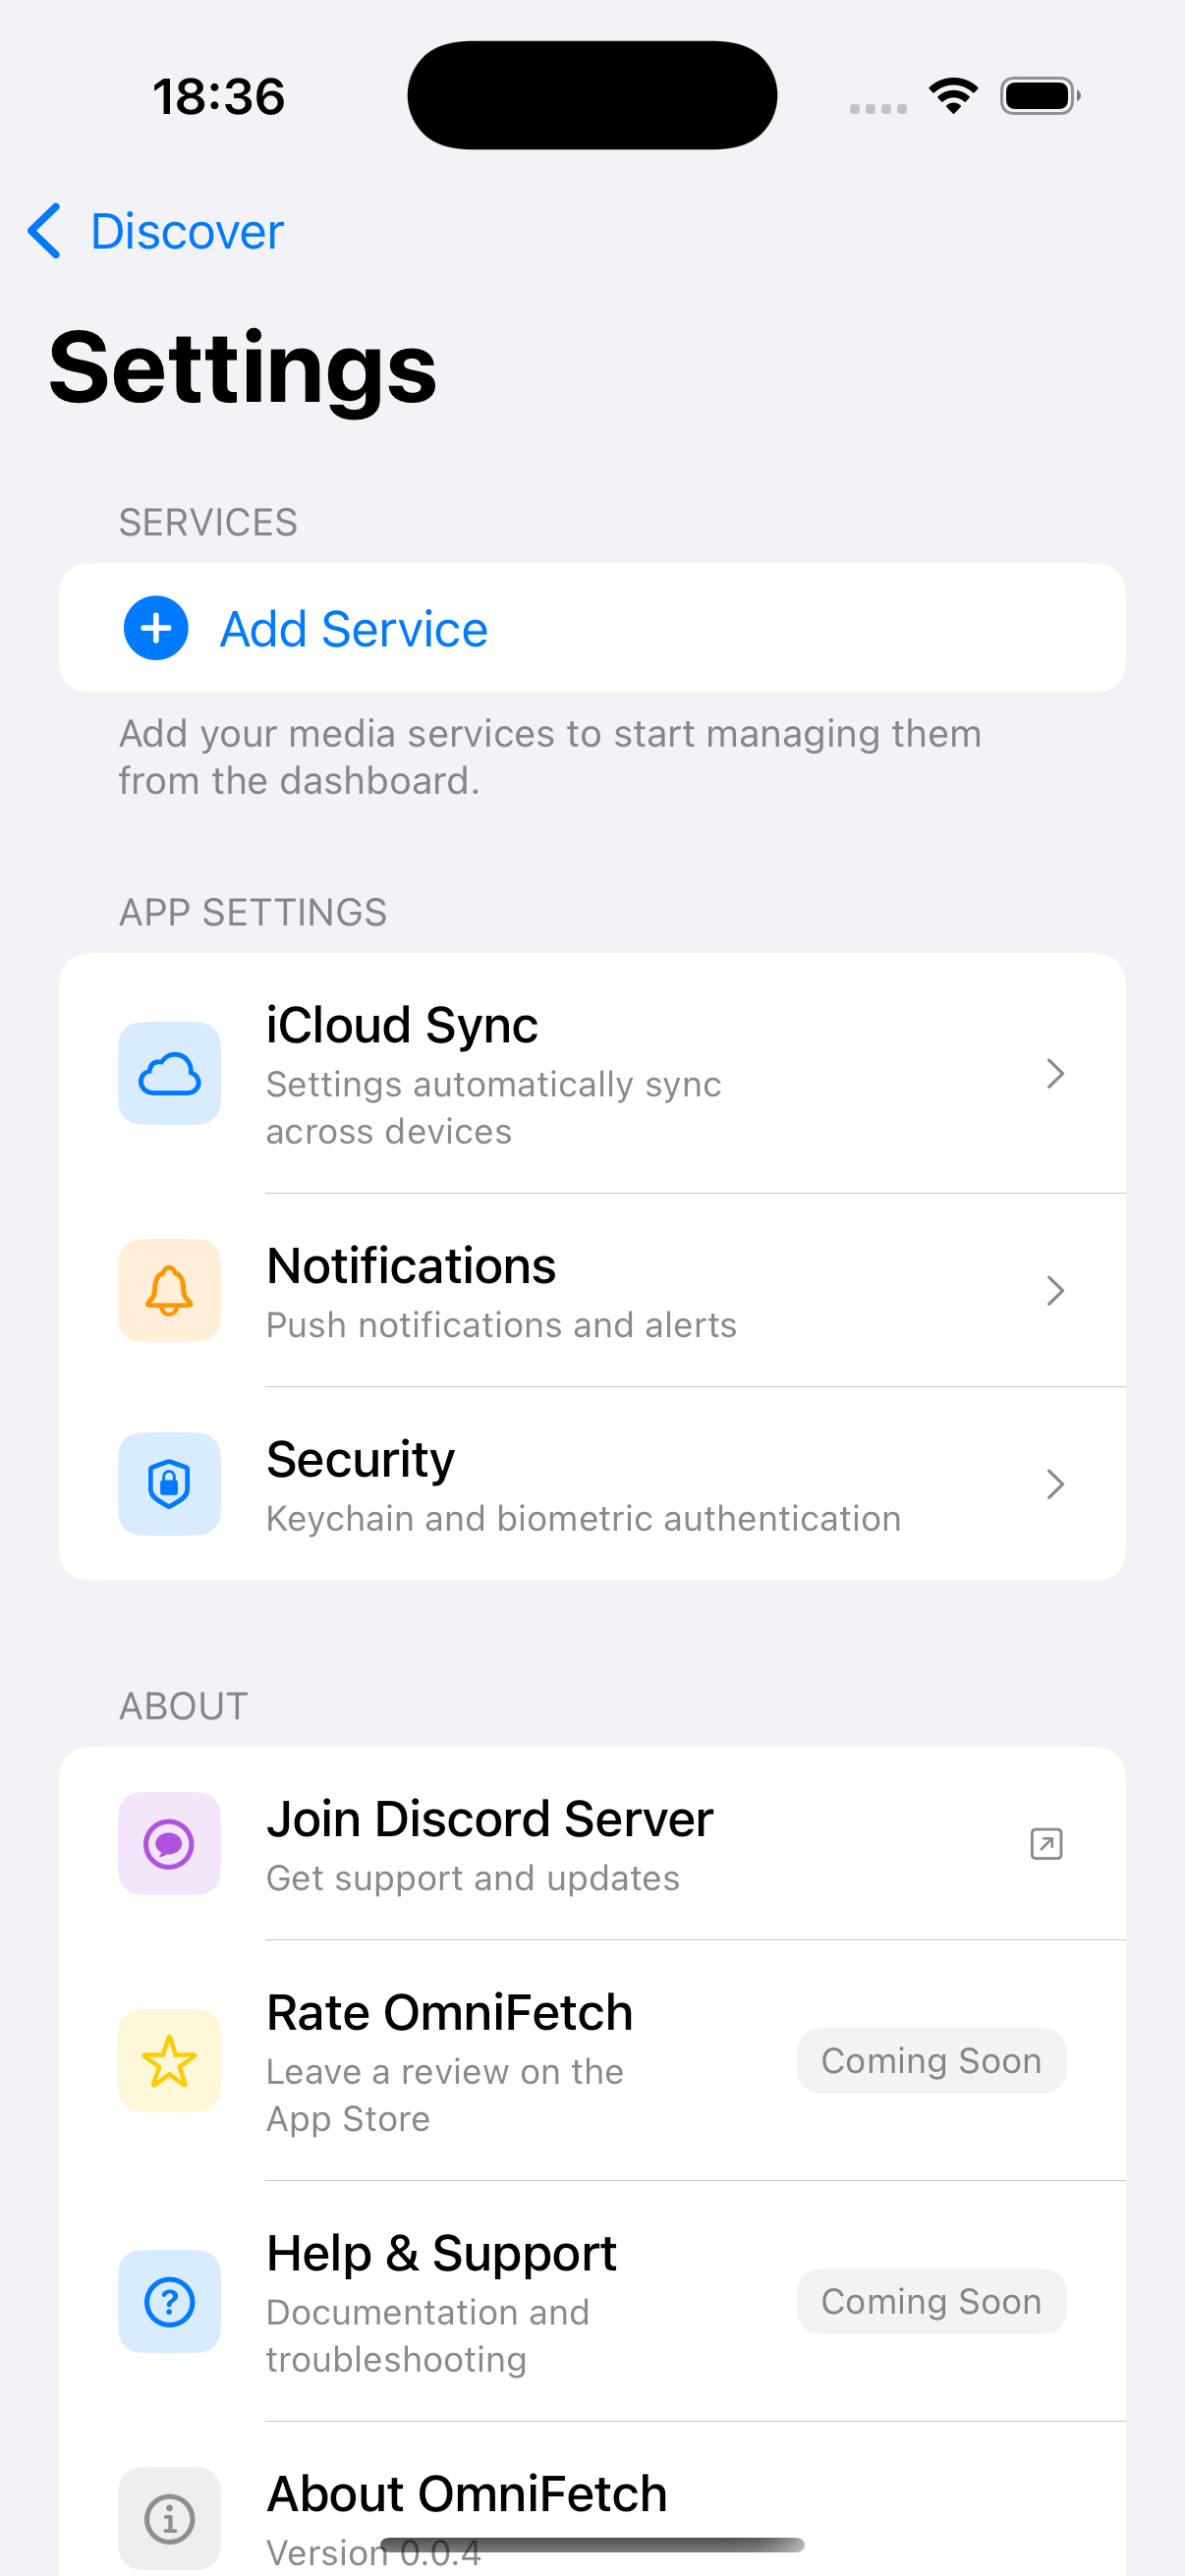 18:36
Discover
Settings
SERVICES
Add Service
Add your media services to start managing them
from the dashboard.
APP SETTINGS
iCloud Sync
Settings automatically sync
across devices
Notifications
Push notifications and alerts
Security
Keychain and biometric authentication
ABOUT
Join Discord Server
Get support and updates
Rate OmniFetch
Leave a review on the
App Store
Coming Soon
Help & Support
Documentation and
troubleshooting
Coming Soon
About OmniFetch
Version 0.0.4